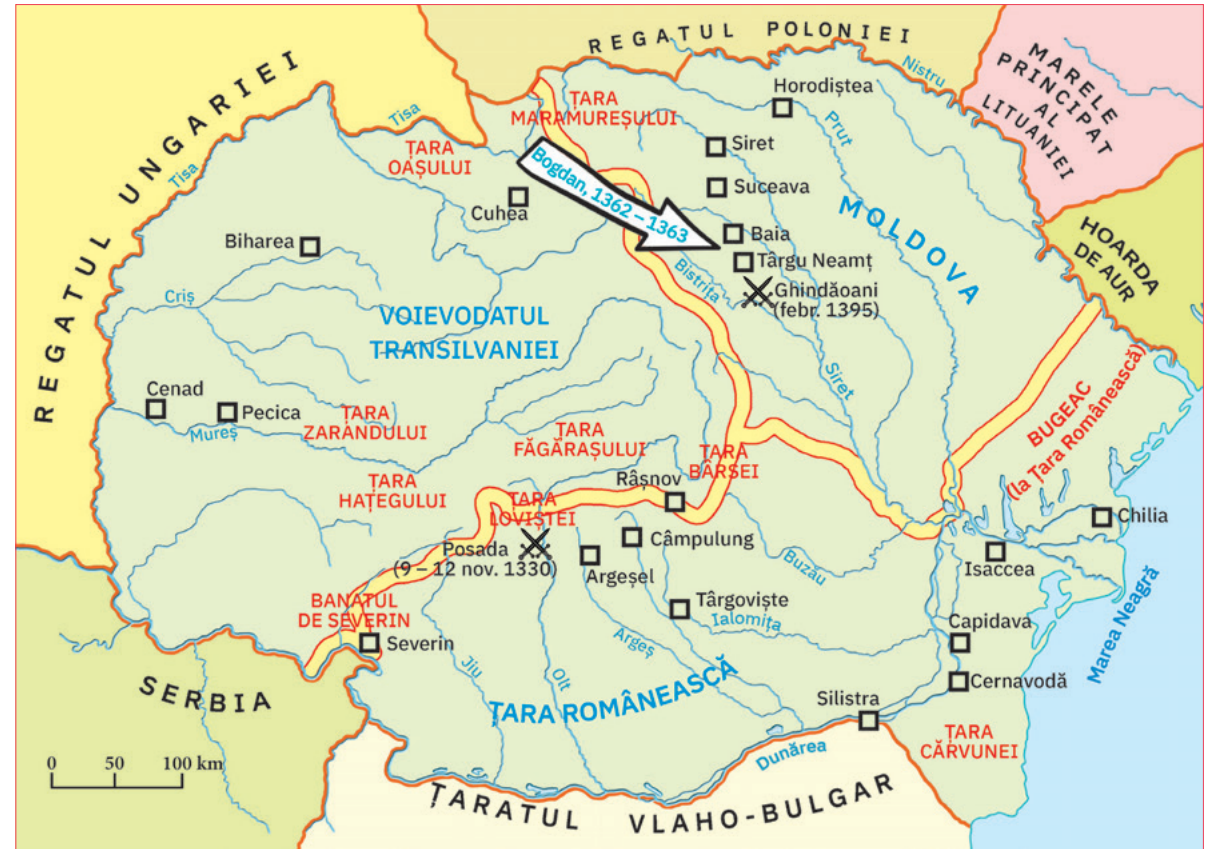 REGATUL POLONIEI
MARELE
PRINCIPAT
AL
LITUANIEI
REGATUL UNGARIEI
HOARDA
DE AUR
SERBIA
ȚARATUL VLAHO-BULGAR
Tisa
Tisa
Nistru
Prut
ȚARA
MARAMUREȘULUI
ȚARA
OAȘULUI
Horodiștea
Siret
Suceava
Bogdan, 1362 – 1363
Cuhea
Baia
Târgu Neamț
Ghindăoani
(febr. 1395)
Biharea
Bistrița
MOLDOVA
Criș
VOIEVODATUL
TRANSILVANIEI
Siret
Cenad
Pecica
Mureș
ȚARA
ZARANDULUI
ȚARA
FĂGĂRAȘULUI
ȚARA
BÂRSEI
BUGEAC
(la Țara Românească)
ȚARA
HAȚEGULUI
Râșnov
ȚARA
LOVIȘTEI
Posada
(9 – 12 nov. 1330)
Câmpulung
Argeșel
Buzău
Chilia
Isaccea
BANATUL
DE SEVERIN
Severin
Târgoviște
Ialomița
Capidava
Cernavodă
Marea Neagră
Jiu
Olt
Argeș
ȚARA ROMÂNEASCĂ
Silistra
Dunărea
ȚARA
CĂRVUNEI
0 50 100 km